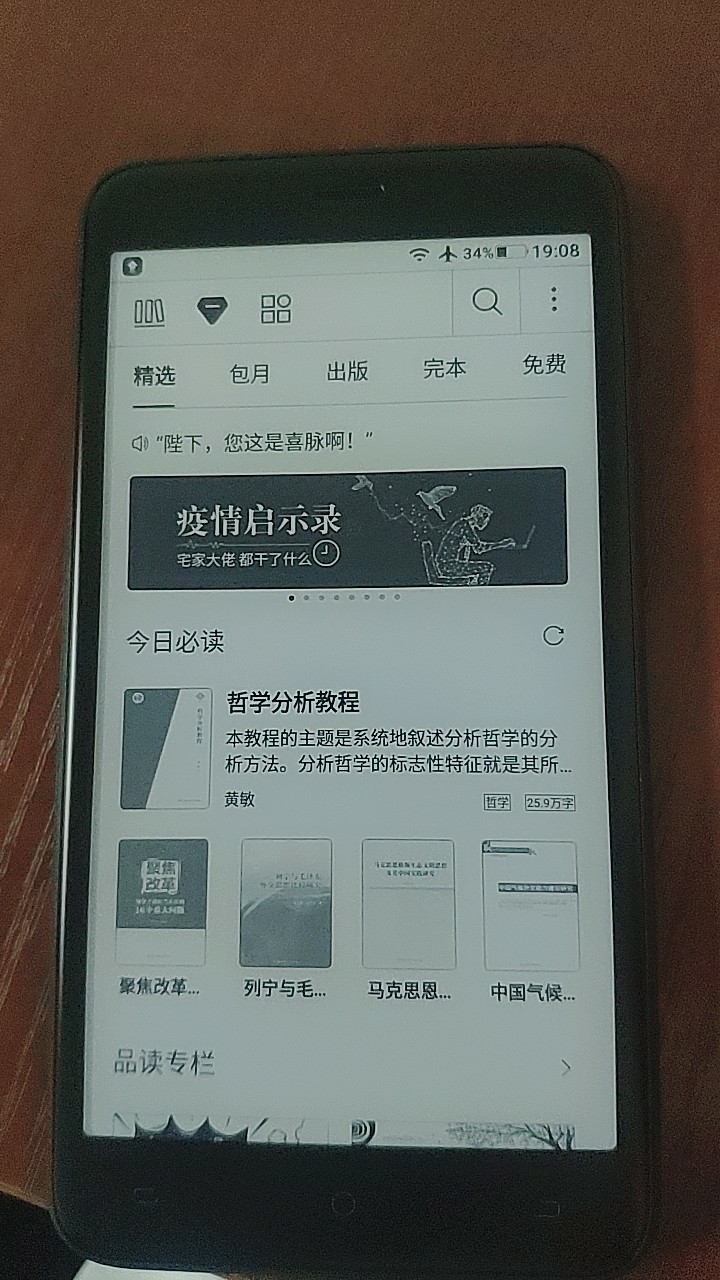 34% 19:08
精选 包月 出版 完本 免费
“陛下，您这是喜脉啊！”
疫情启示录
宅家大佬 都干了什么
今日必读
哲学分析教程
本教程的主题是系统地叙述分析哲学的分
析方法。分析哲学的标志性特征就是其所...
黄敏 哲学 25.9万字
聚焦
改革
聚焦改革... 列宁与毛... 马克思恩... 中国气候...
品读专栏